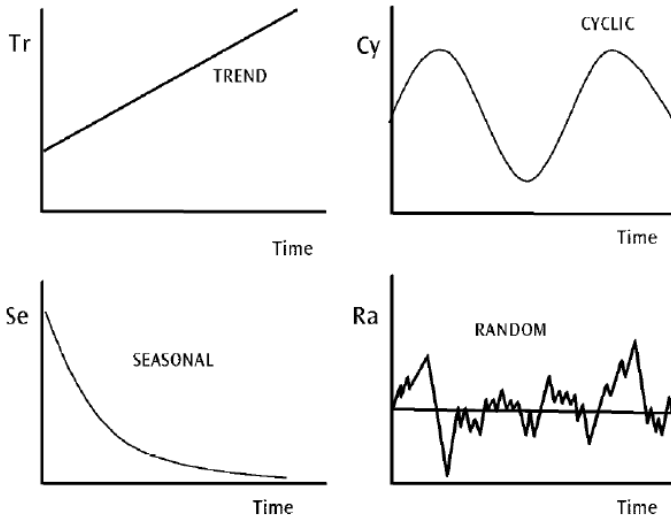 Tr
TREND
Time
Cy
CYCLIC
Time
Se
SEASONAL
Time
Ra
RANDOM
Time